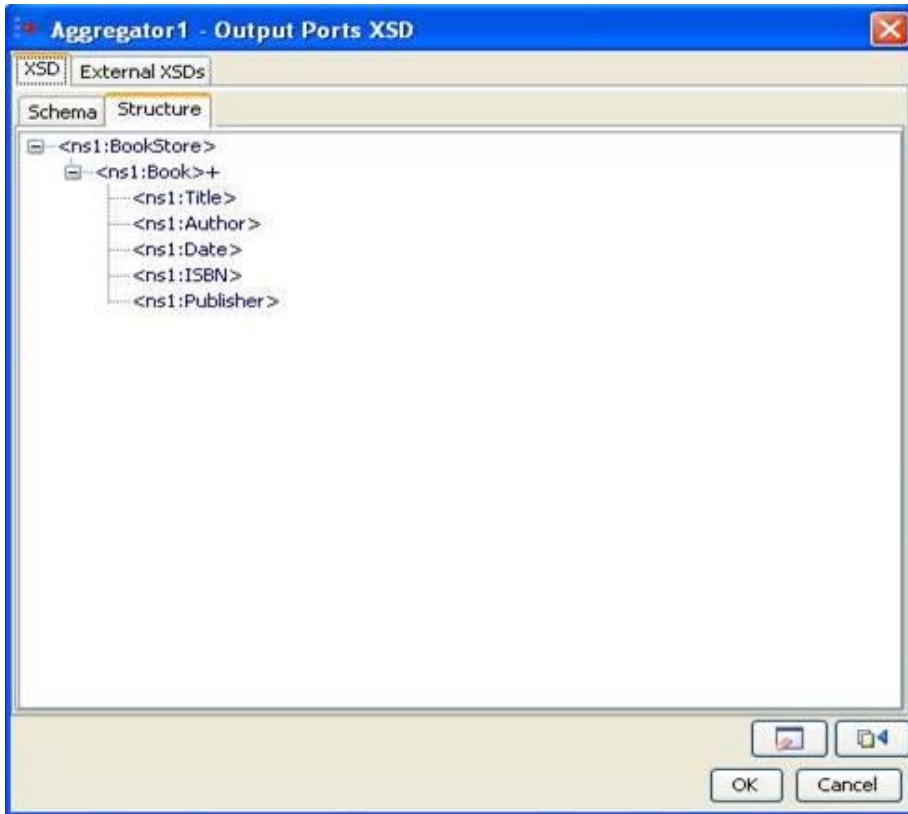 Aggregator1 - Output Ports XSD
XSD External XSDs
Schema Structure
<ns1:BookStore>
<ns1:Book>+
<ns1:Title>
<ns1:Author>
<ns1:Date>
<ns1:ISBN>
<ns1:Publisher>
OK Cancel